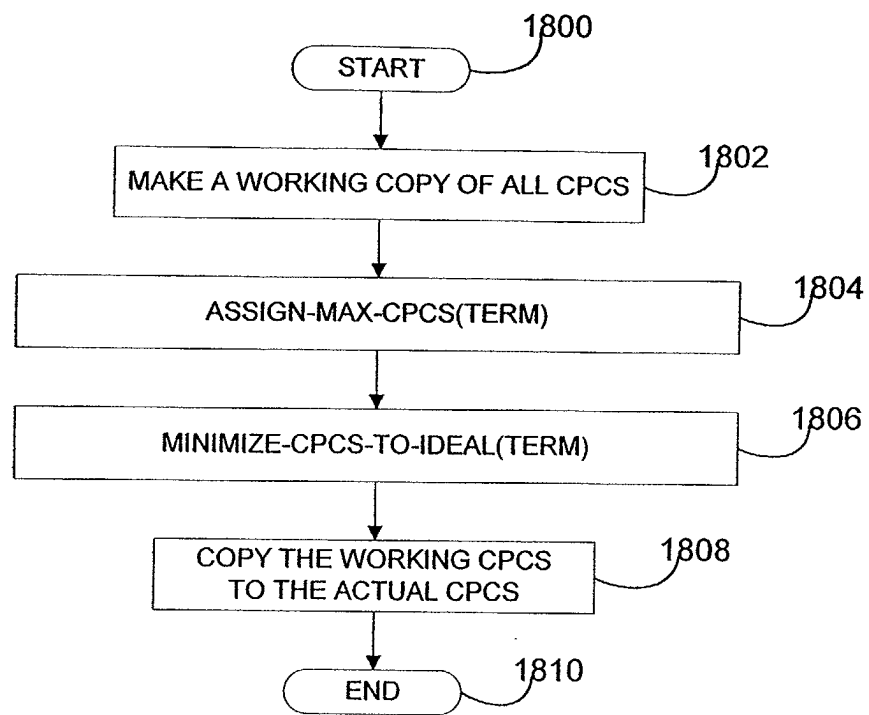 1800
START
1802
MAKE A WORKING COPY OF ALL CPCS
1804
ASSIGN-MAX-CPCS(TERM)
1806
MINIMIZE-CPCS-TO-IDEAL(TERM)
1808
COPY THE WORKING CPCS
TO THE ACTUAL CPCS
1810
END